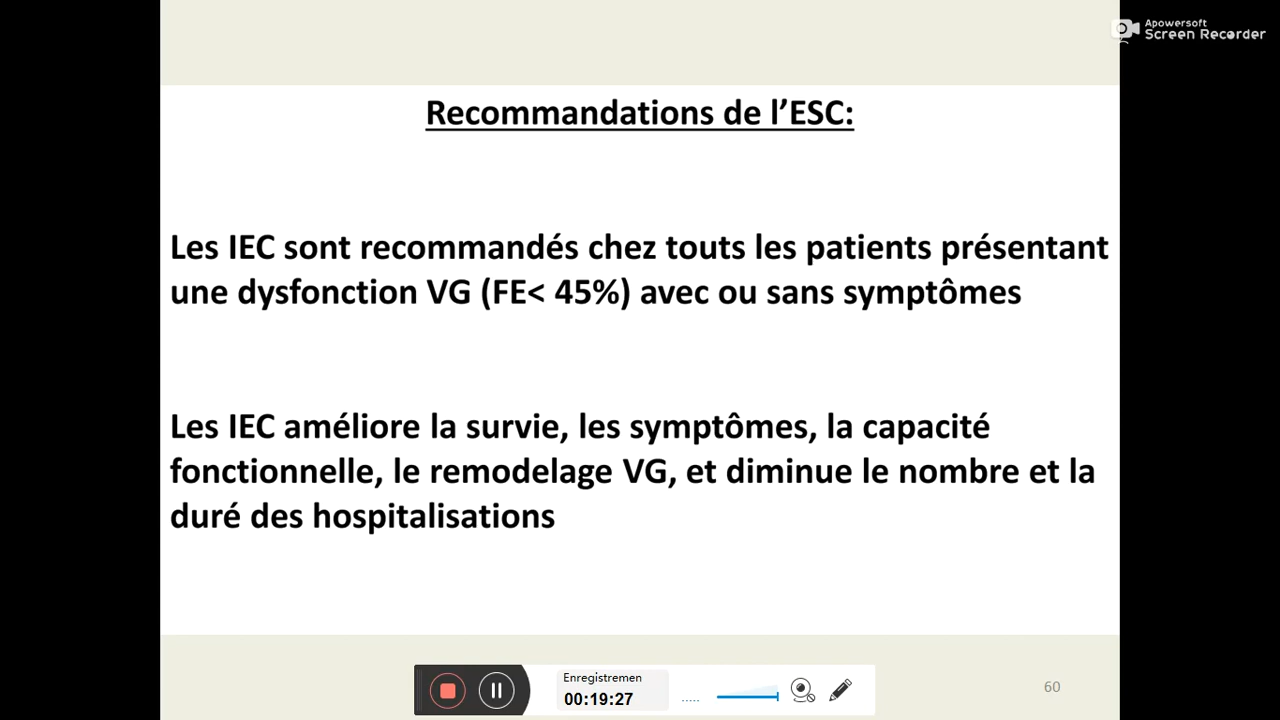 Apowersoft
Screen Recorder
Recommandations de l’ESC:
Les IEC sont recommandés chez touts les patients présentant
une dysfonction VG (FE< 45%) avec ou sans symptômes
Les IEC améliore la survie, les symptômes, la capacité
fonctionnelle, le remodelage VG, et diminue le nombre et la
duré des hospitalisations
Enregistremen
00:19:27
60